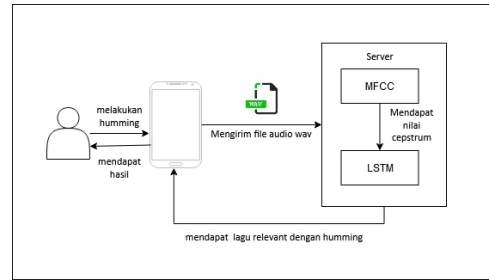 melakukan
humming
mendapat
hasil
WAV
Mengirim file audio wav
Server
MFCC
Mendapat
nilai
cepstrum
LSTM
mendapat lagu relevant dengan humming